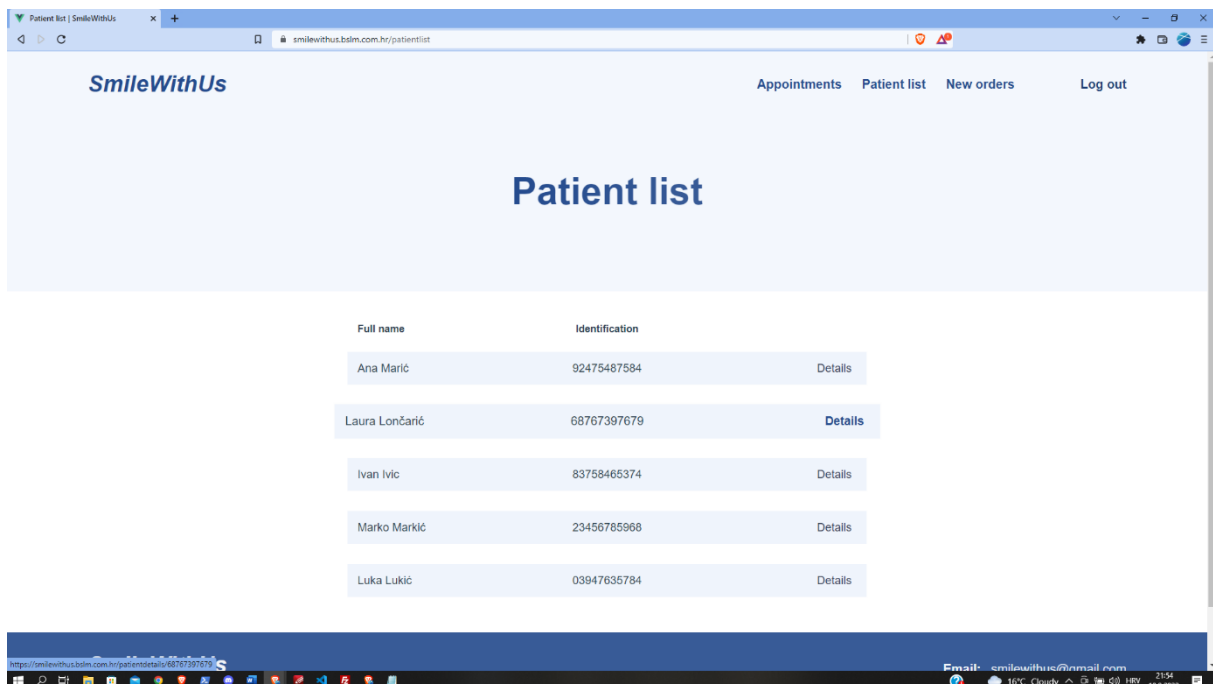 Patient list | SmileWithUs
smilewithus.bslm.com.hr/patientlist
SmileWithUs Appointments Patient list New orders Log out
Patient list
Full name Identification
Ana Marić 92475487584 Details
Laura Lončarić 68767397679 Details
Ivan Ivic 83758465374 Details
Marko Markić 23456785968 Details
Luka Lukić 03947635784 Details
https://smilewithus.bslm.com.hr/patientdetails/68767397679
Email: smilewithus@gmail.com
16°C Cloudy HRV 21:54